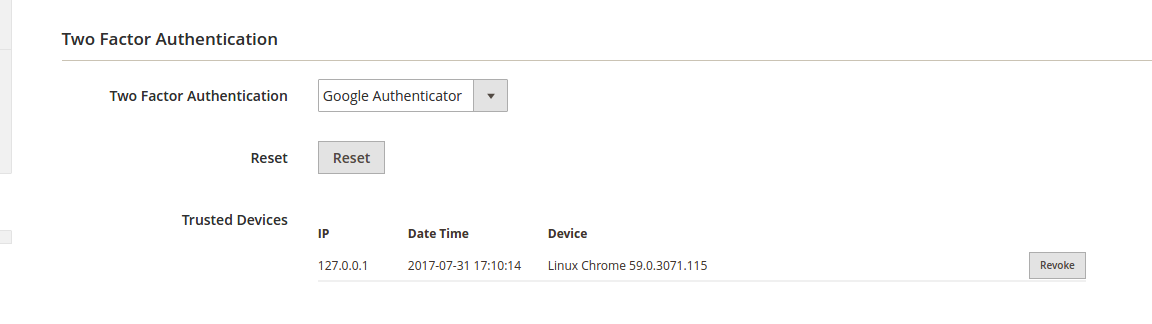 Two Factor Authentication
Two Factor Authentication Google Authenticator
Reset Reset
Trusted Devices
IP Date Time Device
127.0.0.1 2017-07-31 17:10:14 Linux Chrome 59.0.3071.115 Revoke